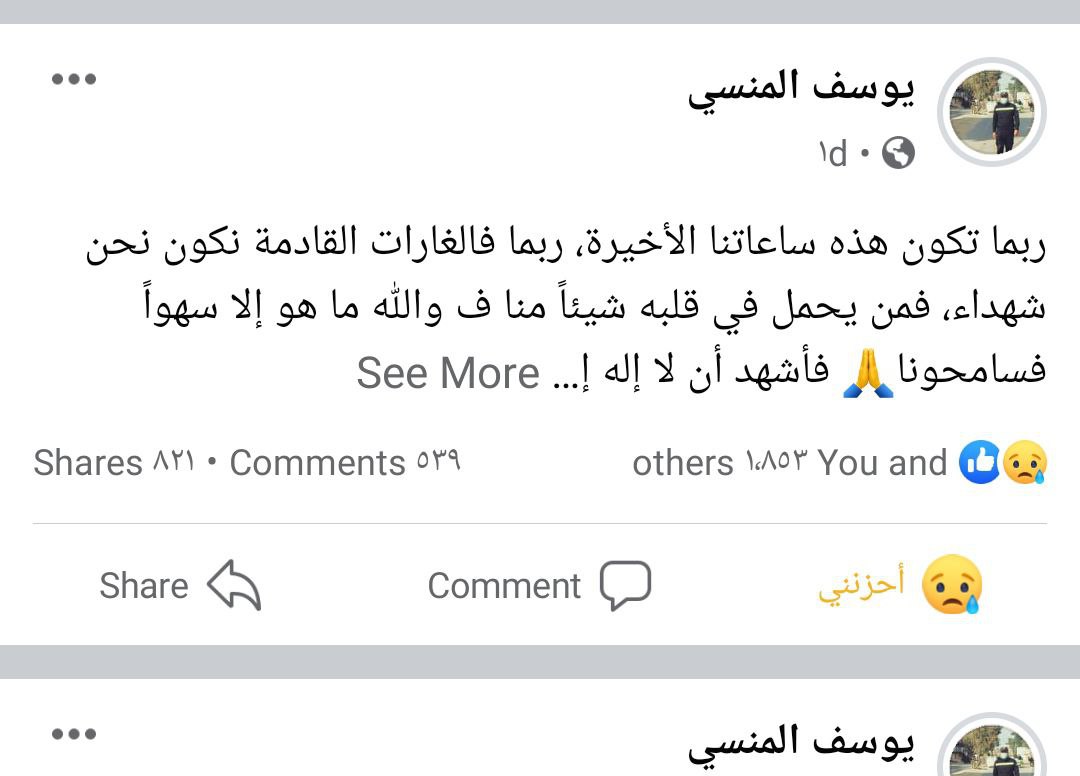 يوسف المنسي
١d
ربما تكون هذه ساعاتنا الأخيرة، ربما فالغارات القادمة نكون نحن
شهداء، فمن يحمل في قلبه شيئاً منا ف والله ما هو إلا سهواً
فسامحونا🙏 فأشهد أن لا إله إ... See More
You and ١٬٨٥٣ others
٥٣٩ Comments • ٨٢١ Shares
أحزنني
Comment
Share
يوسف المنسي